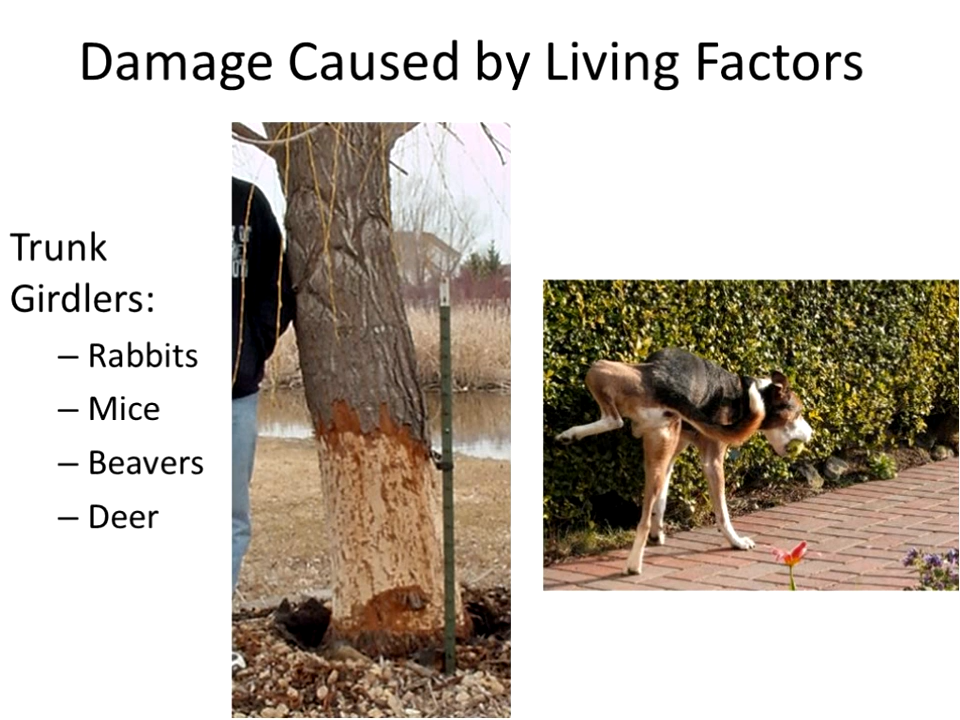 Damage Caused by Living Factors
Trunk
Girdlers:
– Rabbits
– Mice
– Beavers
– Deer